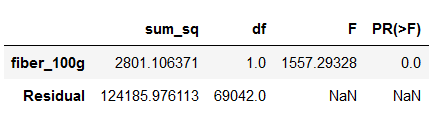 sum_sq df F PR(>F)
fiber_100g 2801.106371 1.0 1557.29328 0.0
Residual 124185.976113 69042.0 NaN NaN